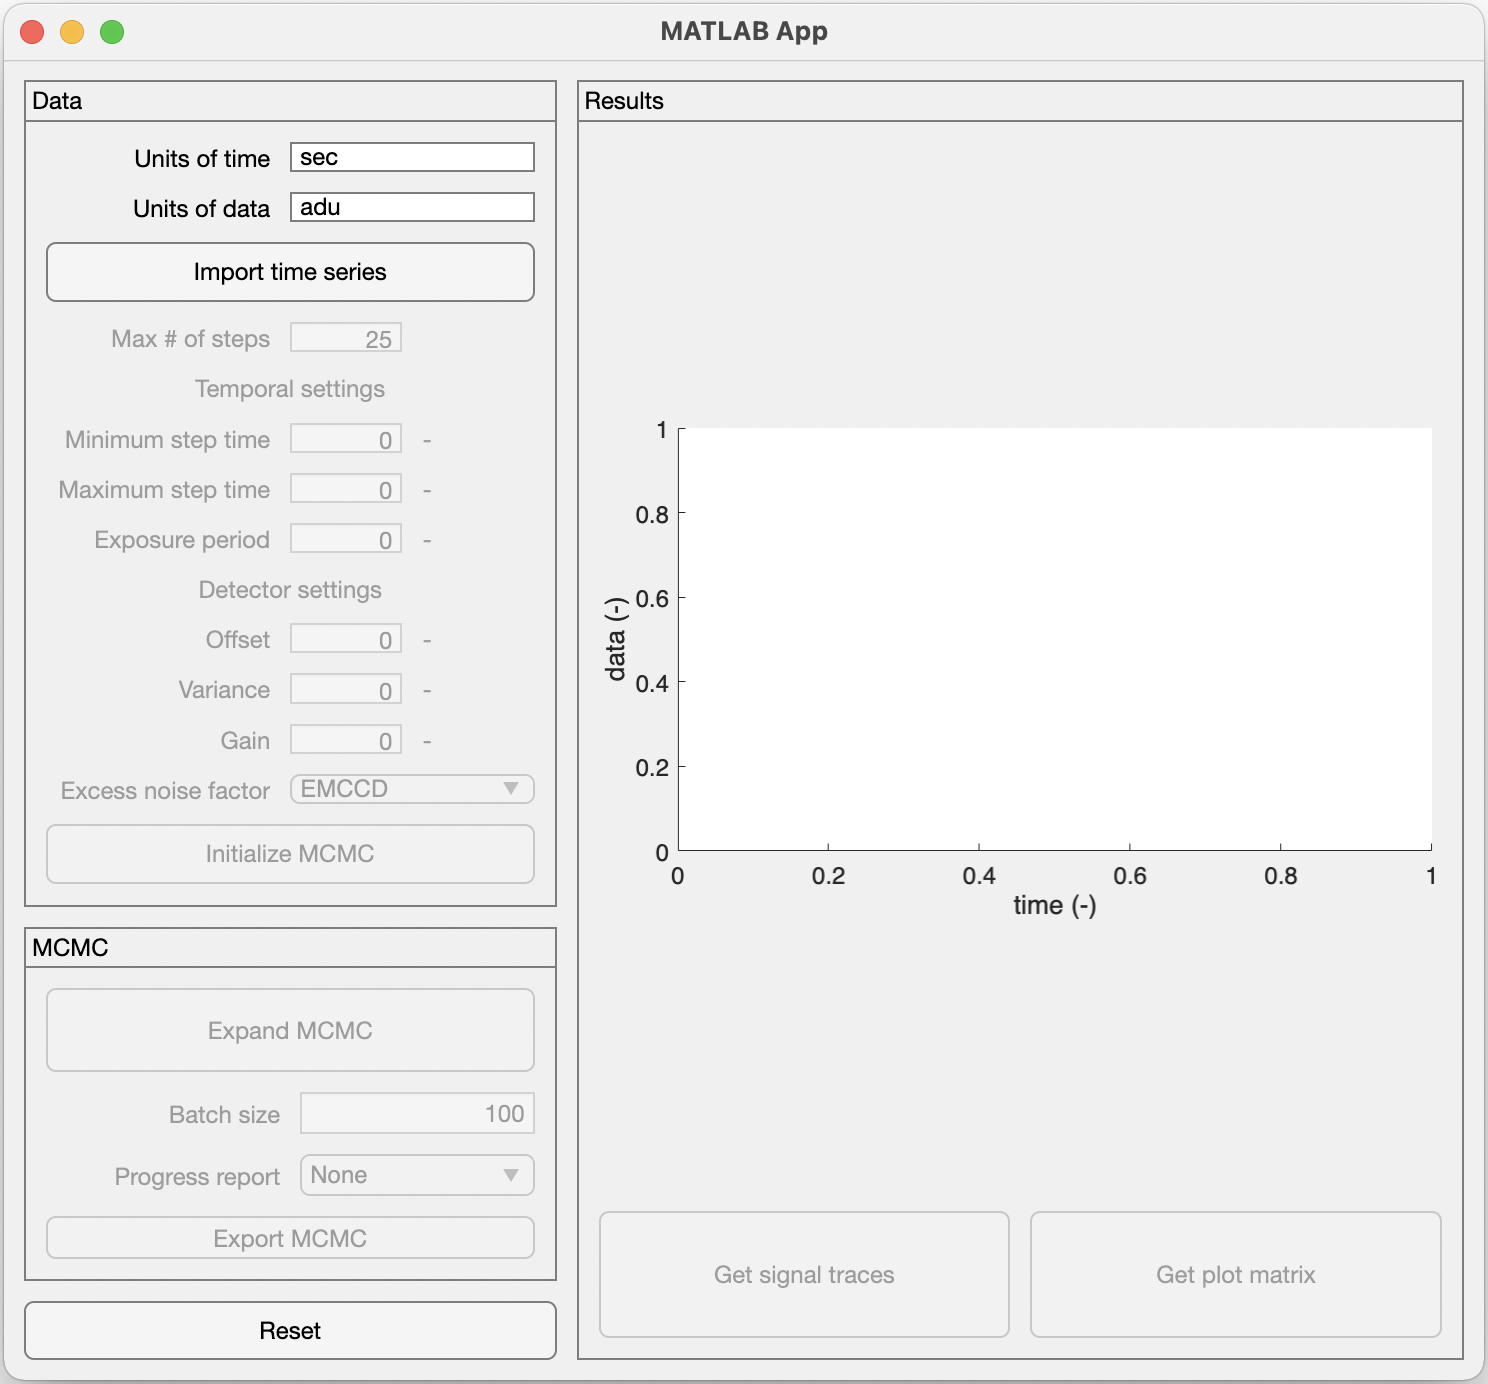 MATLAB App
Data
Units of time sec
Units of data adu
Import time series
Max # of steps 25
Temporal settings
Minimum step time 0 -
Maximum step time 0 -
Exposure period 0 -
Detector settings
Offset 0 -
Variance 0 -
Gain 0 -
Excess noise factor EMCCD
Initialize MCMC
MCMC
Expand MCMC
Batch size 100
Progress report None
Export MCMC
Reset
Results
1
0.8
0.6
0.4
0.2
0
data (-)
0 0.2 0.4 0.6 0.8 1
time (-)
Get signal traces
Get plot matrix